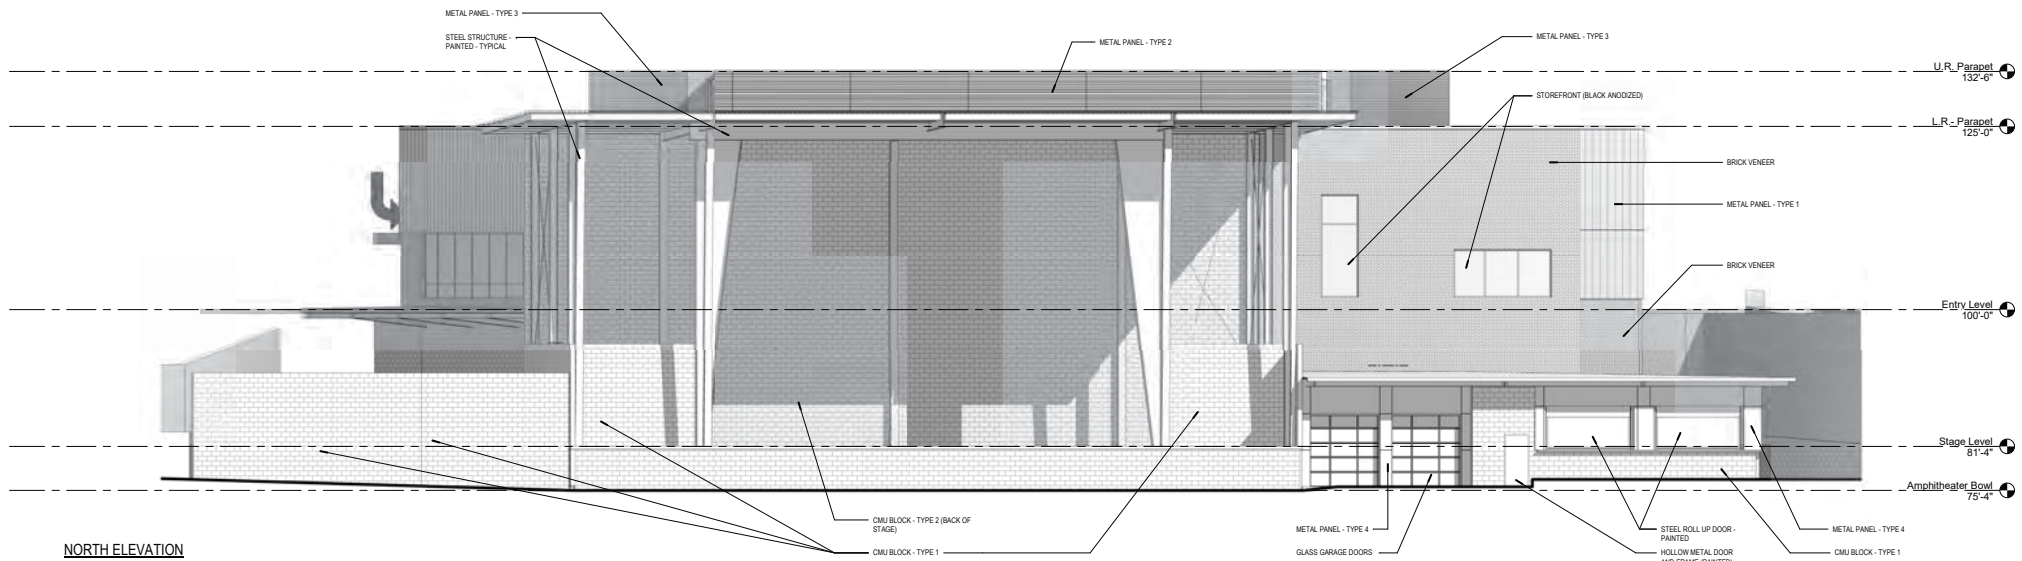 METAL PANEL - TYPE 3
STEEL STRUCTURE -
PAINTED - TYPICAL
METAL PANEL - TYPE 2
METAL PANEL - TYPE 3
STOREFRONT (BLACK ANODIZED)
U.R. Parapet
132'-6"
L.R.- Parapet
125'-0"
BRICK VENEER
METAL PANEL - TYPE 1
BRICK VENEER
Entry Level
100'-0"
Stage Level
81'-4"
Amphitheater Bowl
75'-4"
CMU BLOCK - TYPE 2 (BACK OF
STAGE)
CMU BLOCK - TYPE 1
METAL PANEL - TYPE 4
GLASS GARAGE DOORS
STEEL ROLL UP DOOR -
PAINTED
HOLLOW METAL DOOR
AND FRAME (PAINTED)
METAL PANEL - TYPE 4
CMU BLOCK - TYPE 1
NORTH ELEVATION